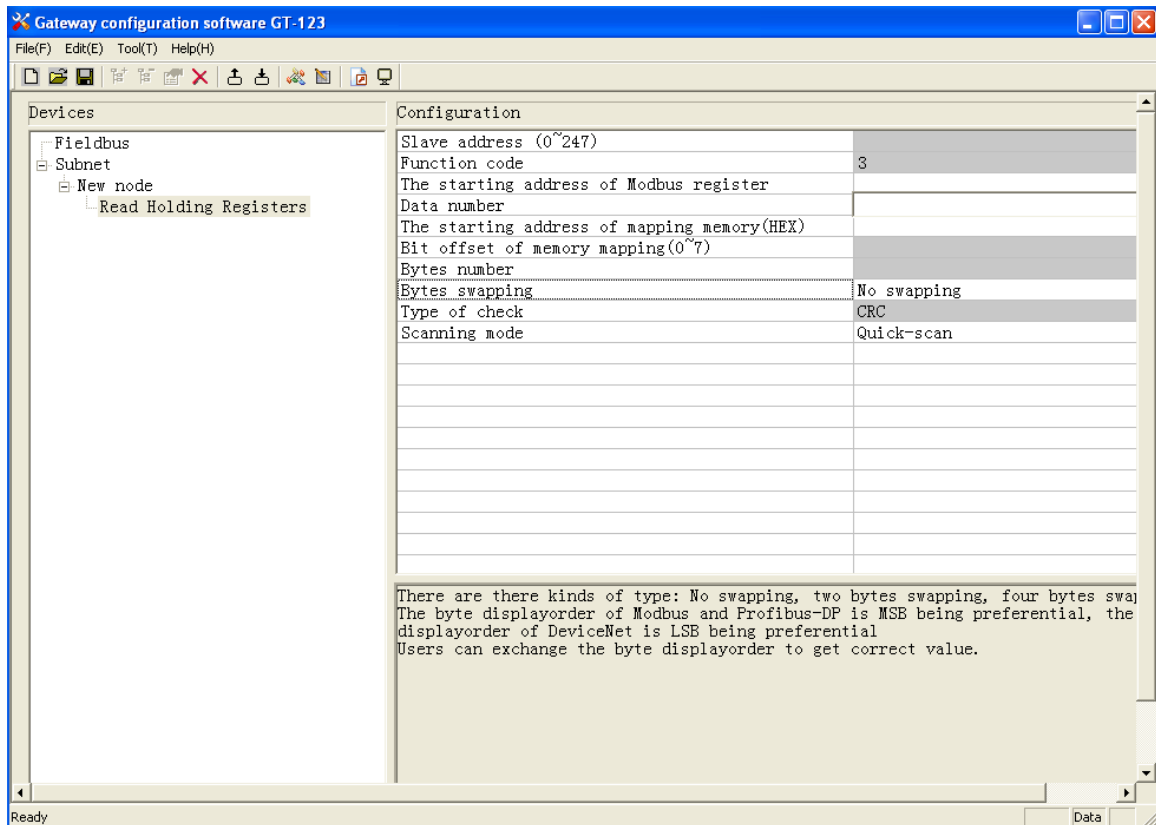 Gateway configuration software GT-123
File(F) Edit(E) Tool(T) Help(H)
Devices
Fieldbus
Subnet
New node
Read Holding Registers
Configuration
Slave address (0~247)
Function code 3
The starting address of Modbus register
Data number
The starting address of mapping memory(HEX)
Bit offset of memory mapping(0~7)
Bytes number
Bytes swapping No swapping
Type of check CRC
Scanning mode Quick-scan
There are there kinds of type: No swapping, two bytes swapping, four bytes swa
The byte displayorder of Modbus and Profibus-DP is MSB being preferential, the
displayorder of DeviceNet is LSB being preferential
Users can exchange the byte displayorder to get correct value.
Ready Data